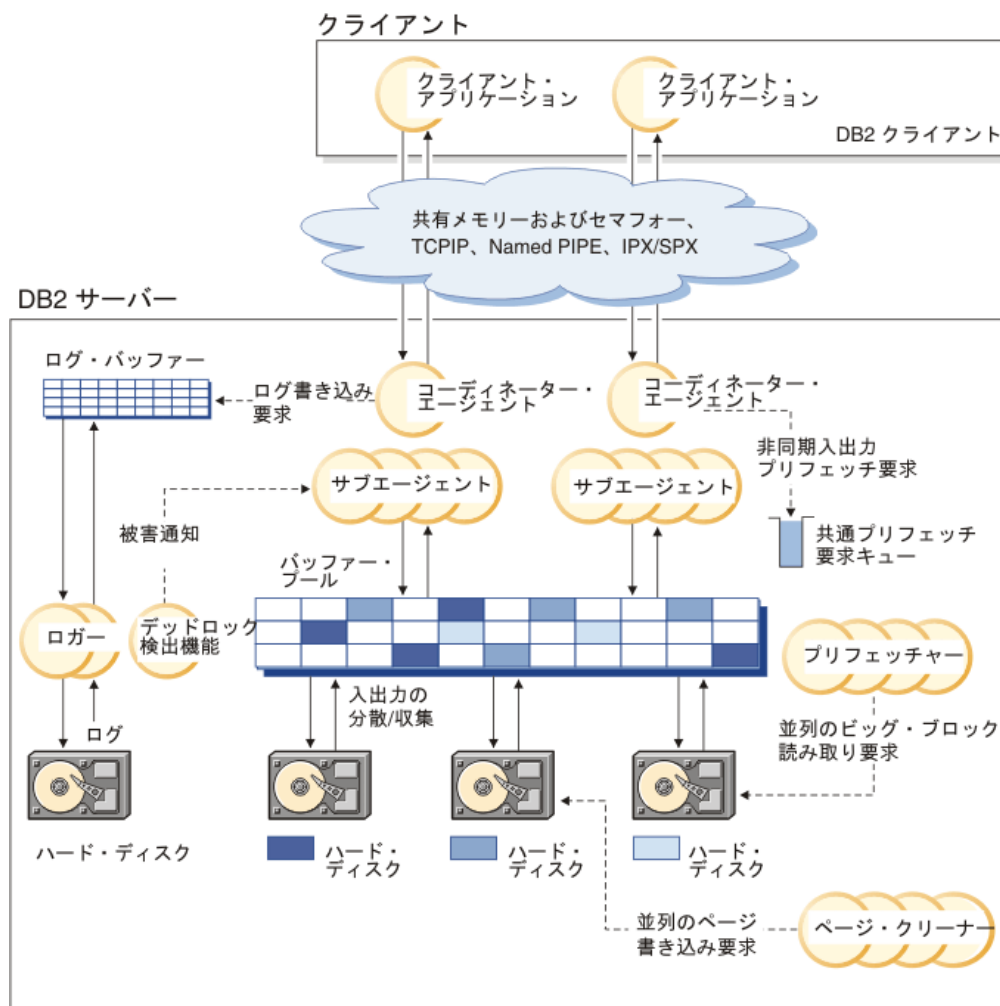 クライアント
クライアント・
アプリケーション
クライアント・
アプリケーション
DB2 クライアント
共有メモリーおよびセマフォー、
TCPIP、Named PIPE、IPX/SPX
DB2 サーバー
ログ・バッファー
ログ書き込み
要求
コーディネーター・
エージェント
コーディネーター・
エージェント
非同期入出力
プリフェッチ要求
サブエージェント
サブエージェント
被害通知
共通プリフェッチ
要求キュー
バッファー・
プール
ロガー
デッドロック
検出機能
プリフェッチャー
入出力の
分散/収集
ログ
並列のビッグ・ブロック
読み取り要求
ハード・ディスク
ハード・
ディスク
ハード・
ディスク
ハード・
ディスク
並列のページ
書き込み要求
ページ・クリーナー